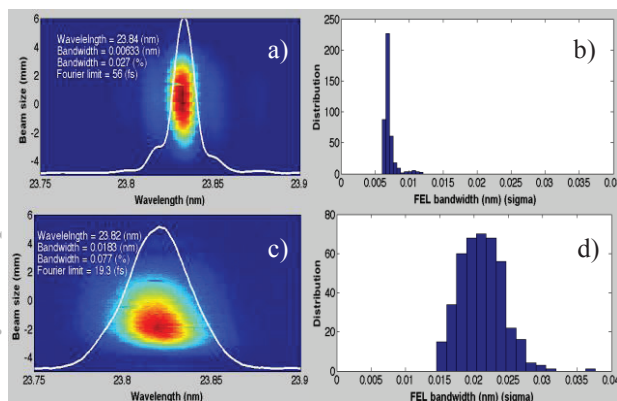 6
4
2
0
-2
-4
Beam size (mm)
Wavelelngth = 23.84 (nm)
Bandwidth = 0.00633 (nm)
Bandwidth = 0.027 (%)
Fourier limit = 56 (fs)
a)
23.75
23.8
23.85
23.9
Wavelength (nm)
250
200
150
100
50
0
Distribution
b)
0
0.005
0.01
0.015
0.02
0.025
0.03
0.035
0.04
FEL bandwidth (nm) (sigma)
6
4
2
0
-2
-4
Beam size (mm)
Wavelelngth = 23.82 (nm)
Bandwidth = 0.0183 (nm)
Bandwidth = 0.077 (%)
Fourier limit = 19.3 (fs)
c)
23.75
23.8
23.85
23.9
Wavelength (nm)
80
60
40
20
0
Distribution
d)
0
0.005
0.01
0.015
0.02
0.025
0.03
0.035
0.04
FEL bandwidth (nm) (sigma)